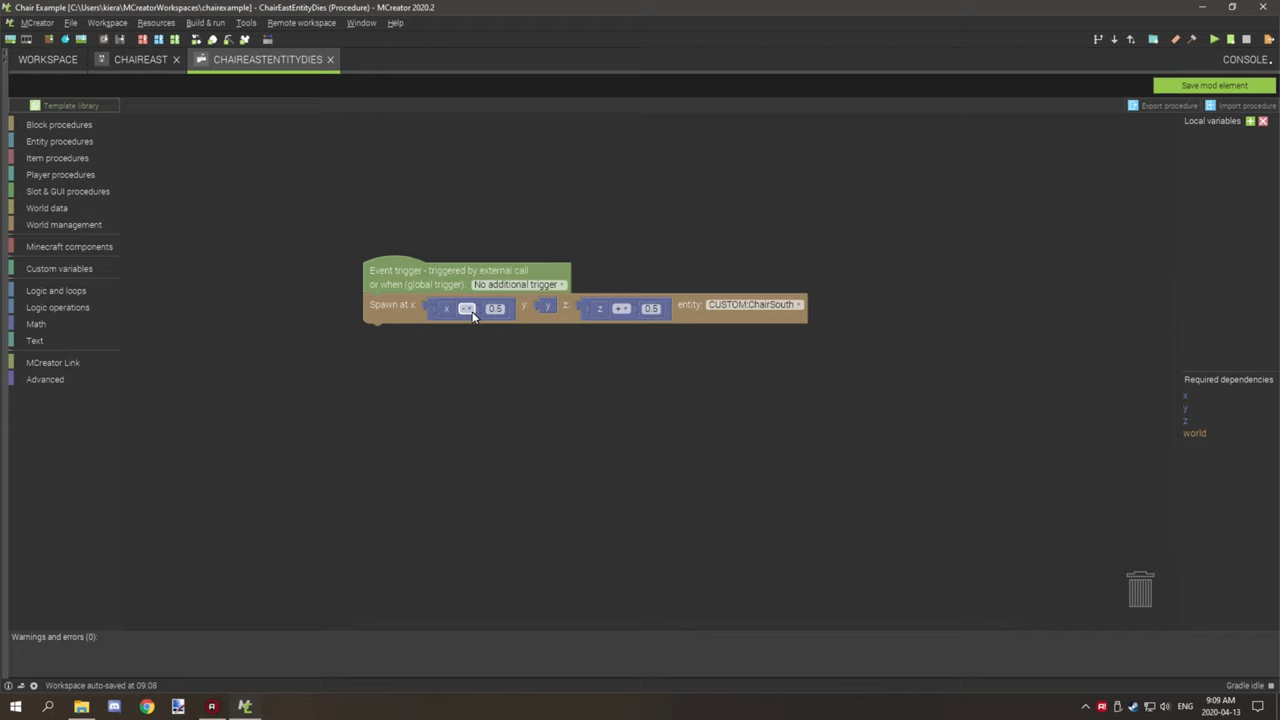 Chair Example [C:\Users\kiera\MCreatorWorkspaces\chairexample] - ChairEastEntityDies (Procedure) - MCreator 2020.2
MCreator File Workspace Resources Build & run Tools Remote workspace Window Help
WORKSPACE CHAIREAST CHAIREASTENTITYDIES CONSOLE
Save mod element
Template library
Export procedure Import procedure
Local variables
Block procedures
Entity procedures
Item procedures
Player procedures
Slot & GUI procedures
World data
World management
Minecraft components
Custom variables
Logic and loops
Logic operations
Math
Text
MCreator Link
Advanced
Event trigger - triggered by external call
or when (global trigger): No additional trigger
Spawn at x: x - 0.5 y: y z: z + 0.5 entity: CUSTOM:ChairSouth
Required dependencies
x
y
z
world
Warnings and errors (0):
Workspace auto-saved at 09:08
Gradle idle
ENG
9:09 AM
2020-04-13